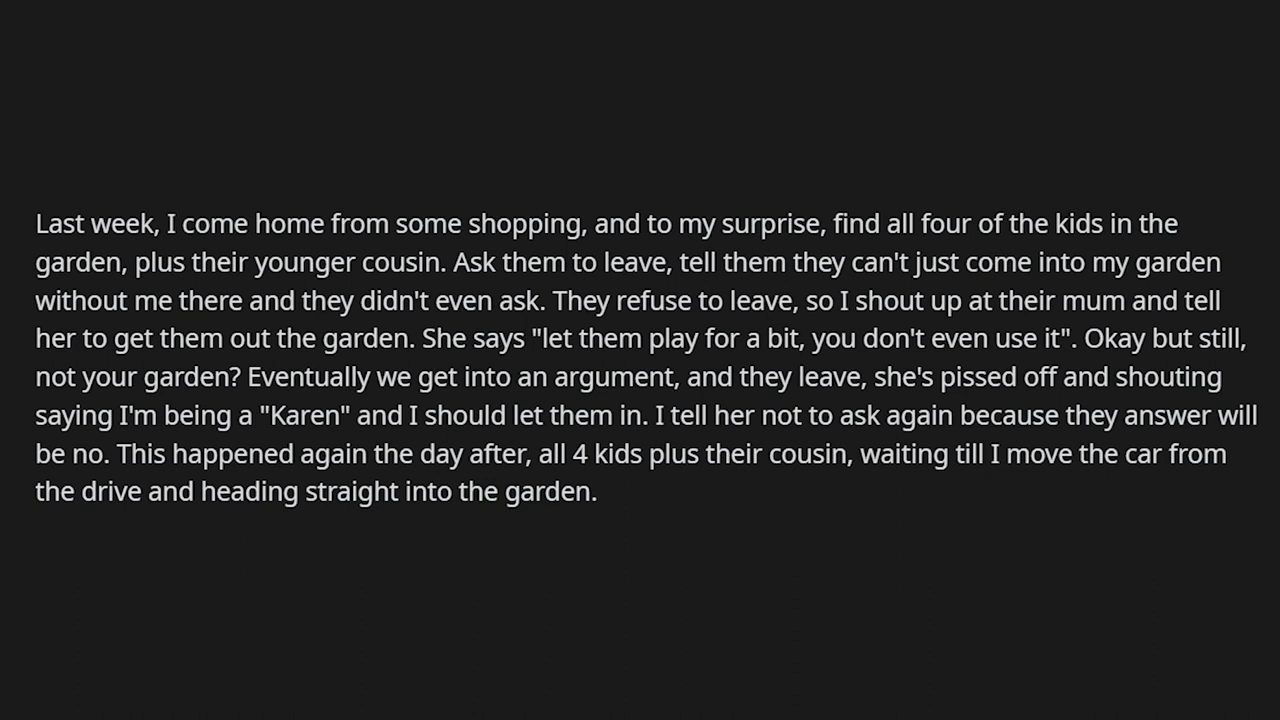 Last week, I come home from some shopping, and to my surprise, find all four of the kids in the
garden, plus their younger cousin. Ask them to leave, tell them they can't just come into my garden
without me there and they didn't even ask. They refuse to leave, so I shout up at their mum and tell
her to get them out the garden. She says "let them play for a bit, you don't even use it". Okay but still,
not your garden? Eventually we get into an argument, and they leave, she's pissed off and shouting
saying I'm being a "Karen" and I should let them in. I tell her not to ask again because they answer will
be no. This happened again the day after, all 4 kids plus their cousin, waiting till I move the car from
the drive and heading straight into the garden.